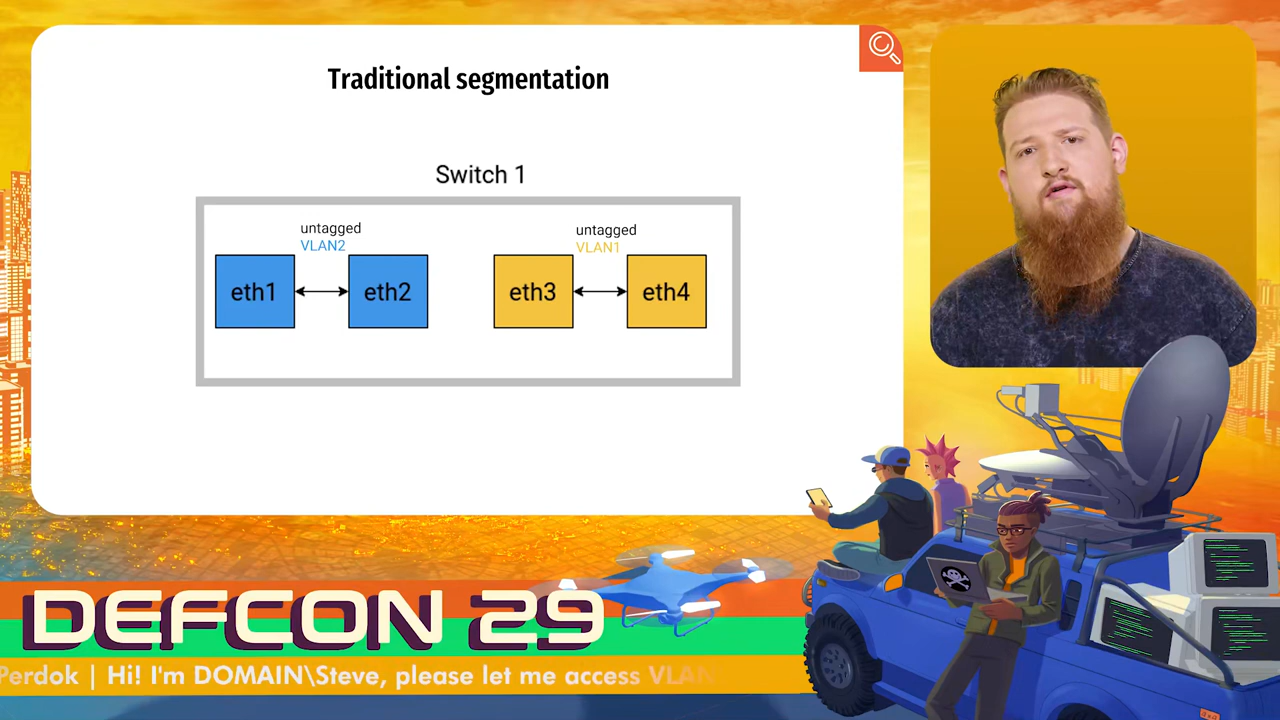 Traditional segmentation
Switch 1
untagged
VLAN2
untagged
VLAN1
eth1
eth2
eth3
eth4
DEFCON 29
Perdok | Hi! I'm DOMAIN\Steve, please let me access VLAN